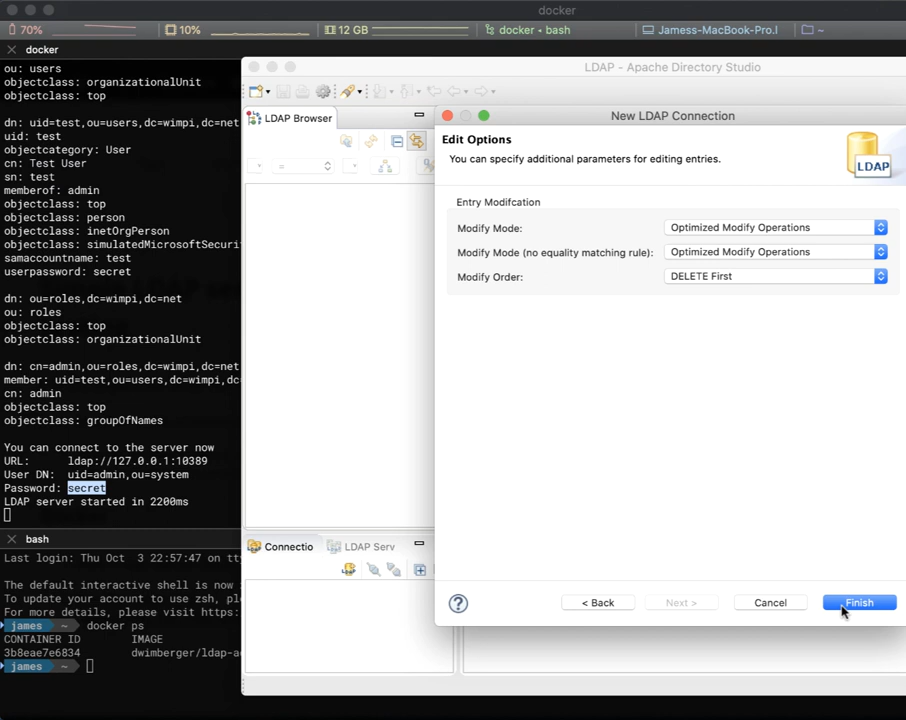 docker
70%
10%
12 GB
docker • bash
Jamess-MacBook-Pro.l
~
docker
ou: users
objectclass: organizationalUnit
objectclass: top
dn: uid=test,ou=users,dc=wimpi,dc=net
uid: test
objectcategory: User
cn: Test User
sn: test
memberof: admin
objectclass: top
objectclass: person
objectclass: inetOrgPerson
objectclass: simulatedMicrosoftSecuri
samaccountname: test
userpassword: secret
dn: ou=roles,dc=wimpi,dc=net
ou: roles
objectclass: top
objectclass: organizationalUnit
dn: cn=admin,ou=roles,dc=wimpi,dc=net
member: uid=test,ou=users,dc=wimpi,dc=
cn: admin
objectclass: top
objectclass: groupOfNames
You can connect to the server now
URL: ldap://127.0.0.1:10389
User DN: uid=admin,ou=system
Password: secret
LDAP server started in 2200ms
bash
Last login: Thu Oct 3 22:57:47 on tt
The default interactive shell is now
To update your account to use zsh, pl
For more details, please visit https:
james ~ docker ps
CONTAINER ID IMAGE
3b8eae7e6834 dwimberger/ldap-a
james ~
LDAP - Apache Directory Studio
LDAP Browser
=
Connectio
LDAP Serv
New LDAP Connection
Edit Options
You can specify additional parameters for editing entries.
LDAP
Entry Modifcation
Modify Mode: Optimized Modify Operations
Modify Mode (no equality matching rule): Optimized Modify Operations
Modify Order: DELETE First
?
< Back
Next >
Cancel
Finish